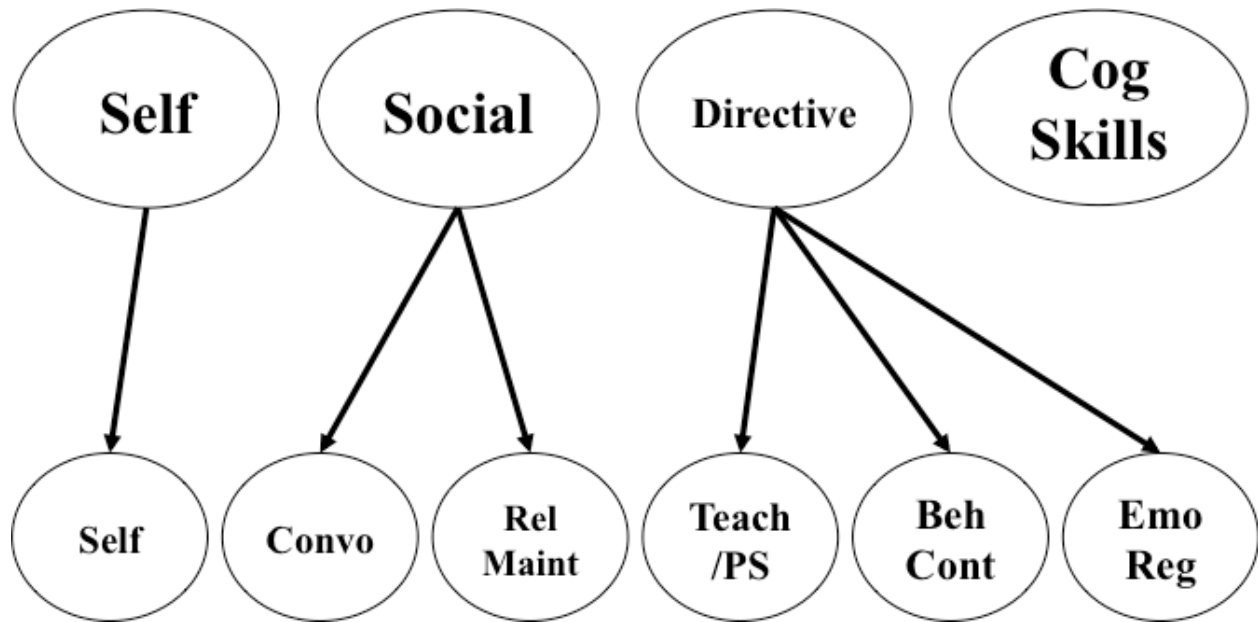 Self
Social
Directive
Cog
Skills
Self
Convo
Rel
Maint
Teach
/PS
Beh
Cont
Emo
Reg